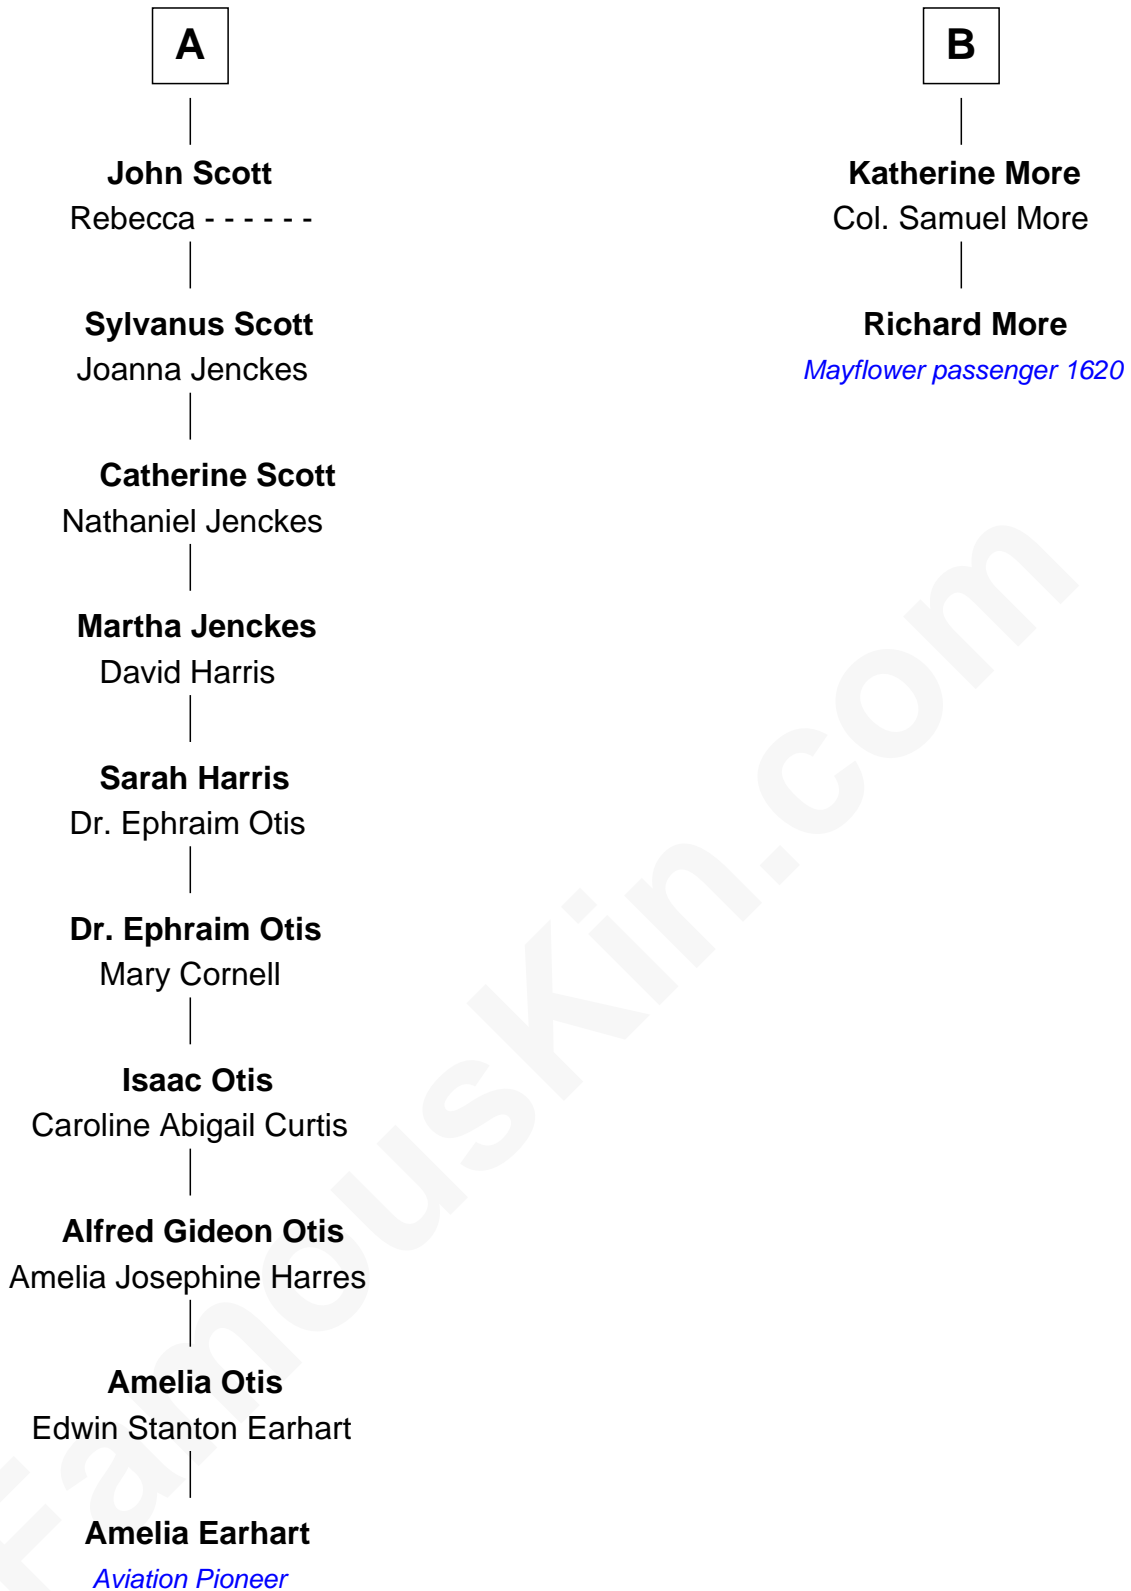 A
John Scott
Rebecca - - - - - -
Sylvanus Scott
Joanna Jenckes
Catherine Scott
Nathaniel Jenckes
Martha Jenckes
David Harris
Sarah Harris
Dr. Ephraim Otis
Dr. Ephraim Otis
Mary Cornell
Isaac Otis
Caroline Abigail Curtis
Alfred Gideon Otis
Amelia Josephine Harres
Amelia Otis
Edwin Stanton Earhart
Amelia Earhart
Aviation Pioneer
B
Katherine More
Col. Samuel More
Richard More
Mayflower passenger 1620
FamousKin.com